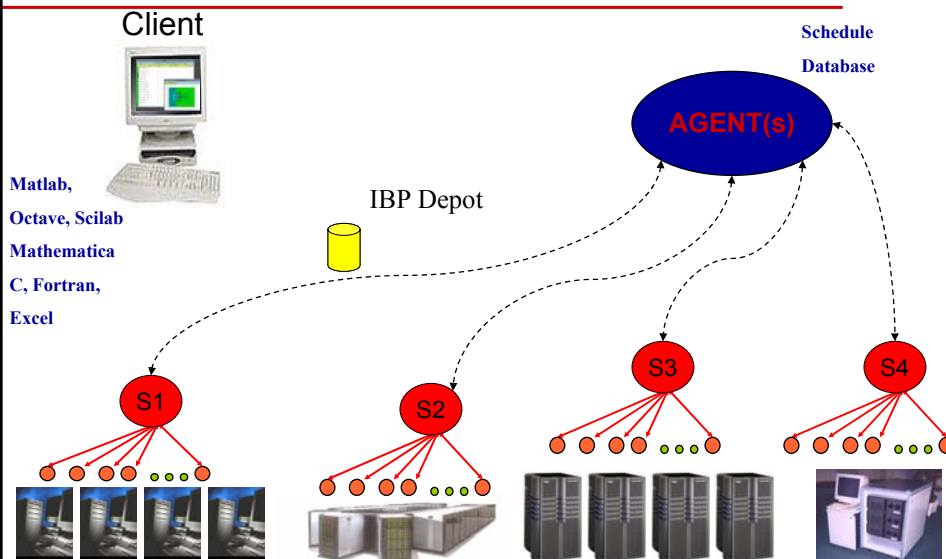 Client
Schedule
Database
AGENT(s)
Matlab,
Octave, Scilab
Mathematica
C, Fortran,
Excel
IBP Depot
S1
S2
S3
S4